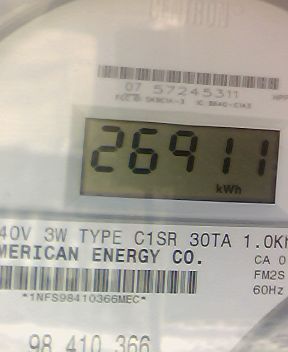 07 57245311
26911
kWh
40V 3W TYPE C1SR 30TA 1.0Kh
MERICAN ENERGY CO.
CA 0
FM2S
60Hz
*1NFS98410366MEC*
98 410 366